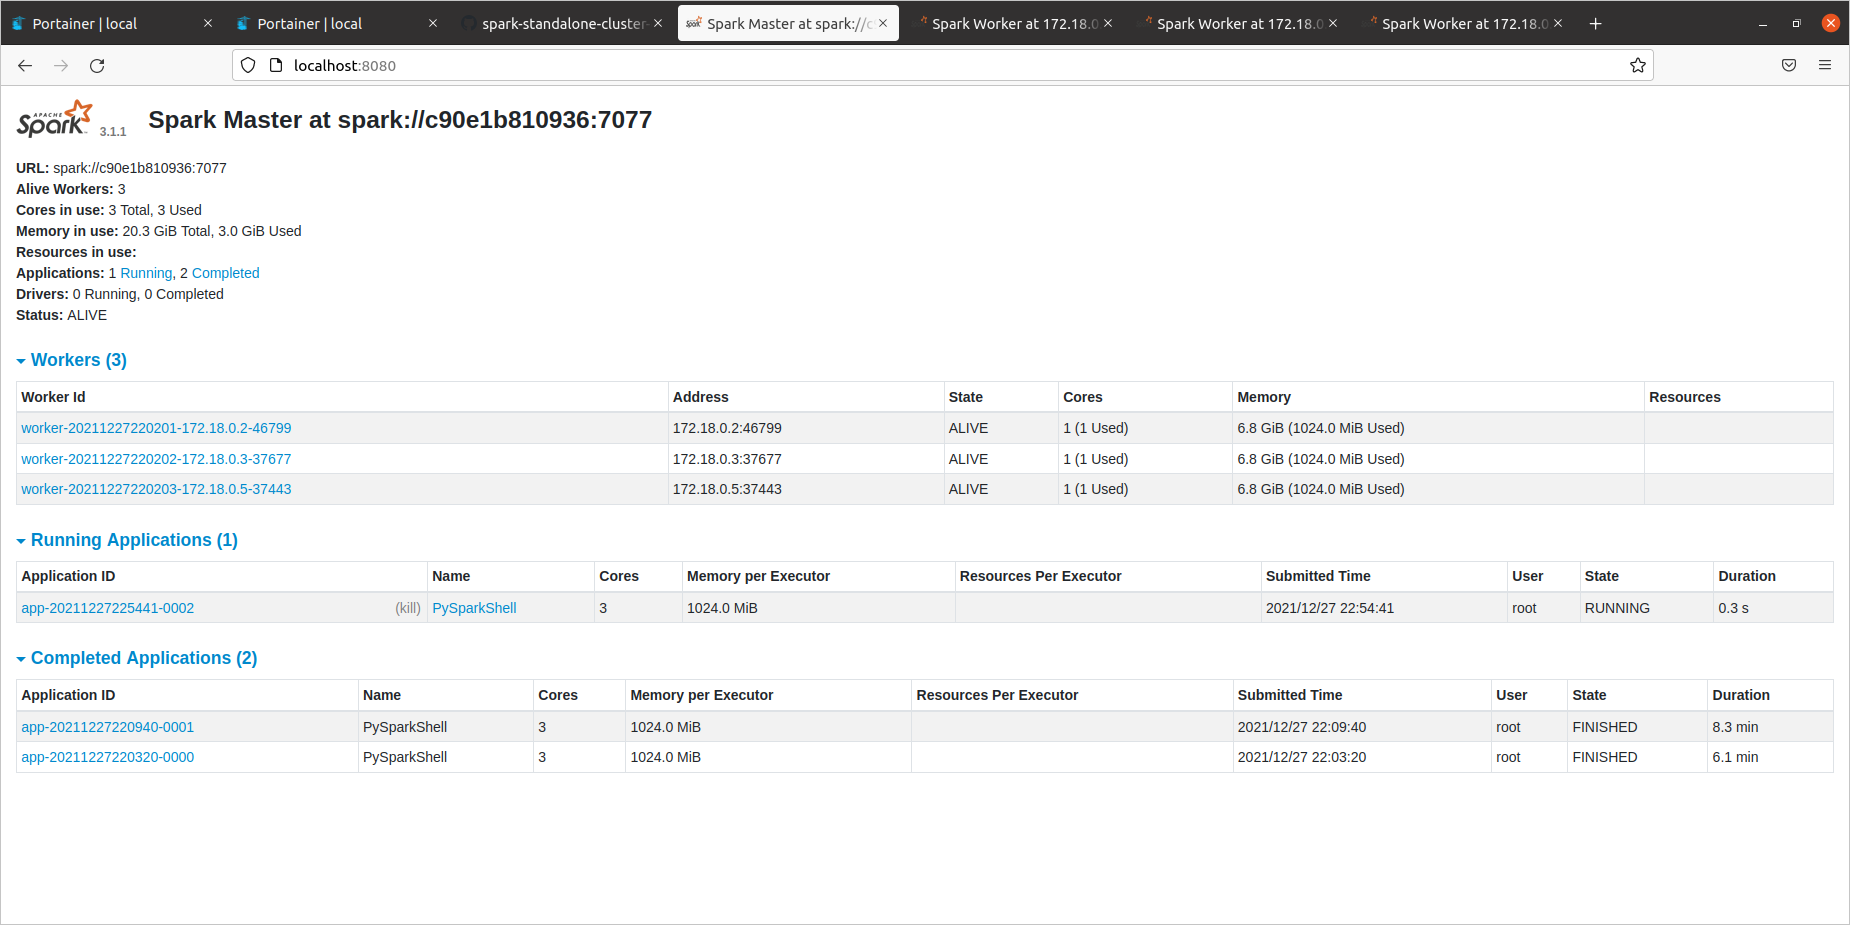 Portainer | local
Portainer | local
spark-standalone-cluster-
Spark Master at spark://c
Spark Worker at 172.18.0
Spark Worker at 172.18.0
Spark Worker at 172.18.0
localhost:8080
APACHE Spark 3.1.1 Spark Master at spark://c90e1b810936:7077
URL: spark://c90e1b810936:7077
Alive Workers: 3
Cores in use: 3 Total, 3 Used
Memory in use: 20.3 GiB Total, 3.0 GiB Used
Resources in use:
Applications: 1 Running, 2 Completed
Drivers: 0 Running, 0 Completed
Status: ALIVE
Workers (3)
Worker Id Address State Cores Memory Resources
worker-20211227220201-172.18.0.2-46799 172.18.0.2:46799 ALIVE 1 (1 Used) 6.8 GiB (1024.0 MiB Used)
worker-20211227220202-172.18.0.3-37677 172.18.0.3:37677 ALIVE 1 (1 Used) 6.8 GiB (1024.0 MiB Used)
worker-20211227220203-172.18.0.5-37443 172.18.0.5:37443 ALIVE 1 (1 Used) 6.8 GiB (1024.0 MiB Used)
Running Applications (1)
Application ID Name Cores Memory per Executor Resources Per Executor Submitted Time User State Duration
app-20211227225441-0002 (kill) PySparkShell 3 1024.0 MiB 2021/12/27 22:54:41 root RUNNING 0.3 s
Completed Applications (2)
Application ID Name Cores Memory per Executor Resources Per Executor Submitted Time User State Duration
app-20211227220940-0001 PySparkShell 3 1024.0 MiB 2021/12/27 22:09:40 root FINISHED 8.3 min
app-20211227220320-0000 PySparkShell 3 1024.0 MiB 2021/12/27 22:03:20 root FINISHED 6.1 min